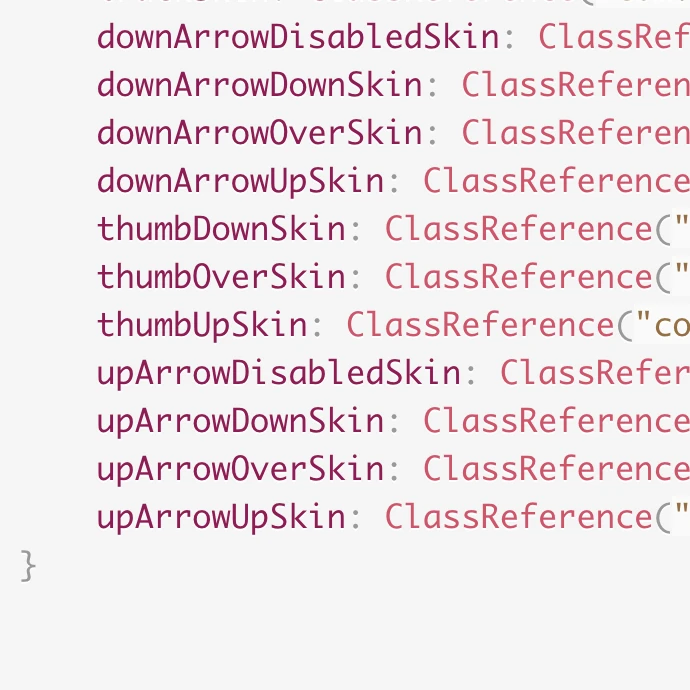 downArrowDisabledSkin: ClassRef
downArrowDownSkin: ClassReferen
downArrowOverSkin: ClassReferen
downArrowUpSkin: ClassReference
thumbDownSkin: ClassReference("
thumbOverSkin: ClassReference("
thumbUpSkin: ClassReference("co
upArrowDisabledSkin: ClassRefer
upArrowDownSkin: ClassReference
upArrowOverSkin: ClassReference
upArrowUpSkin: ClassReference("
}